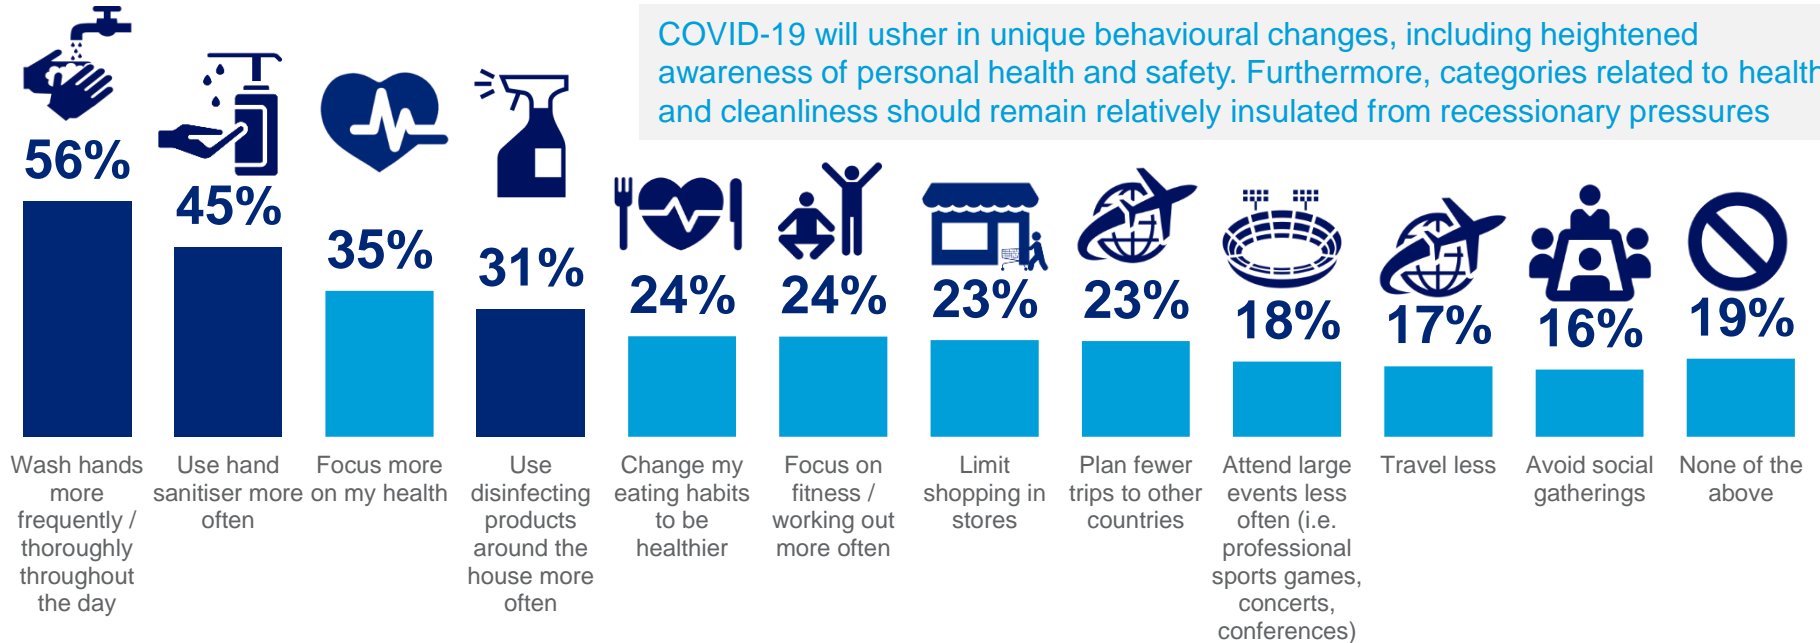 COVID-19 will usher in unique behavioural changes, including heightened
awareness of personal health and safety. Furthermore, categories related to health
and cleanliness should remain relatively insulated from recessionary pressures
56%
45%
35%
31%
24%
24%
23%
23%
18%
17%
16%
19%
Wash hands
more
frequently /
thoroughly
throughout
the day
Use hand
sanitiser more
often
Focus more
on my health
Use
disinfecting
products
around the
house more
often
Change my
eating habits
to be
healthier
Focus on
fitness /
working out
more often
Limit
shopping in
stores
Plan fewer
trips to other
countries
Attend large
events less
often (i.e.
professional
sports games,
concerts,
conferences)
Travel less
Avoid social
gatherings
None of the
above